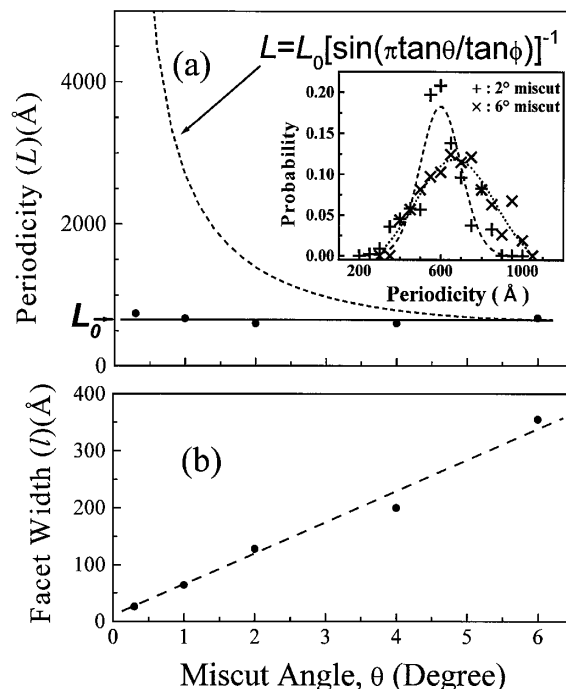 (a)
L=L₀[sin(πtanθ/tanϕ)]⁻¹
Periodicity (L)(Å)
4000
2000
0
L₀
Probability
0.20
0.15
0.10
0.05
0.00
+ : 2° miscut
× : 6° miscut
200 600 1000
Periodicity (Å)
(b)
Facet Width (l)(Å)
400
300
200
100
0
0 1 2 3 4 5 6
Miscut Angle, θ (Degree)